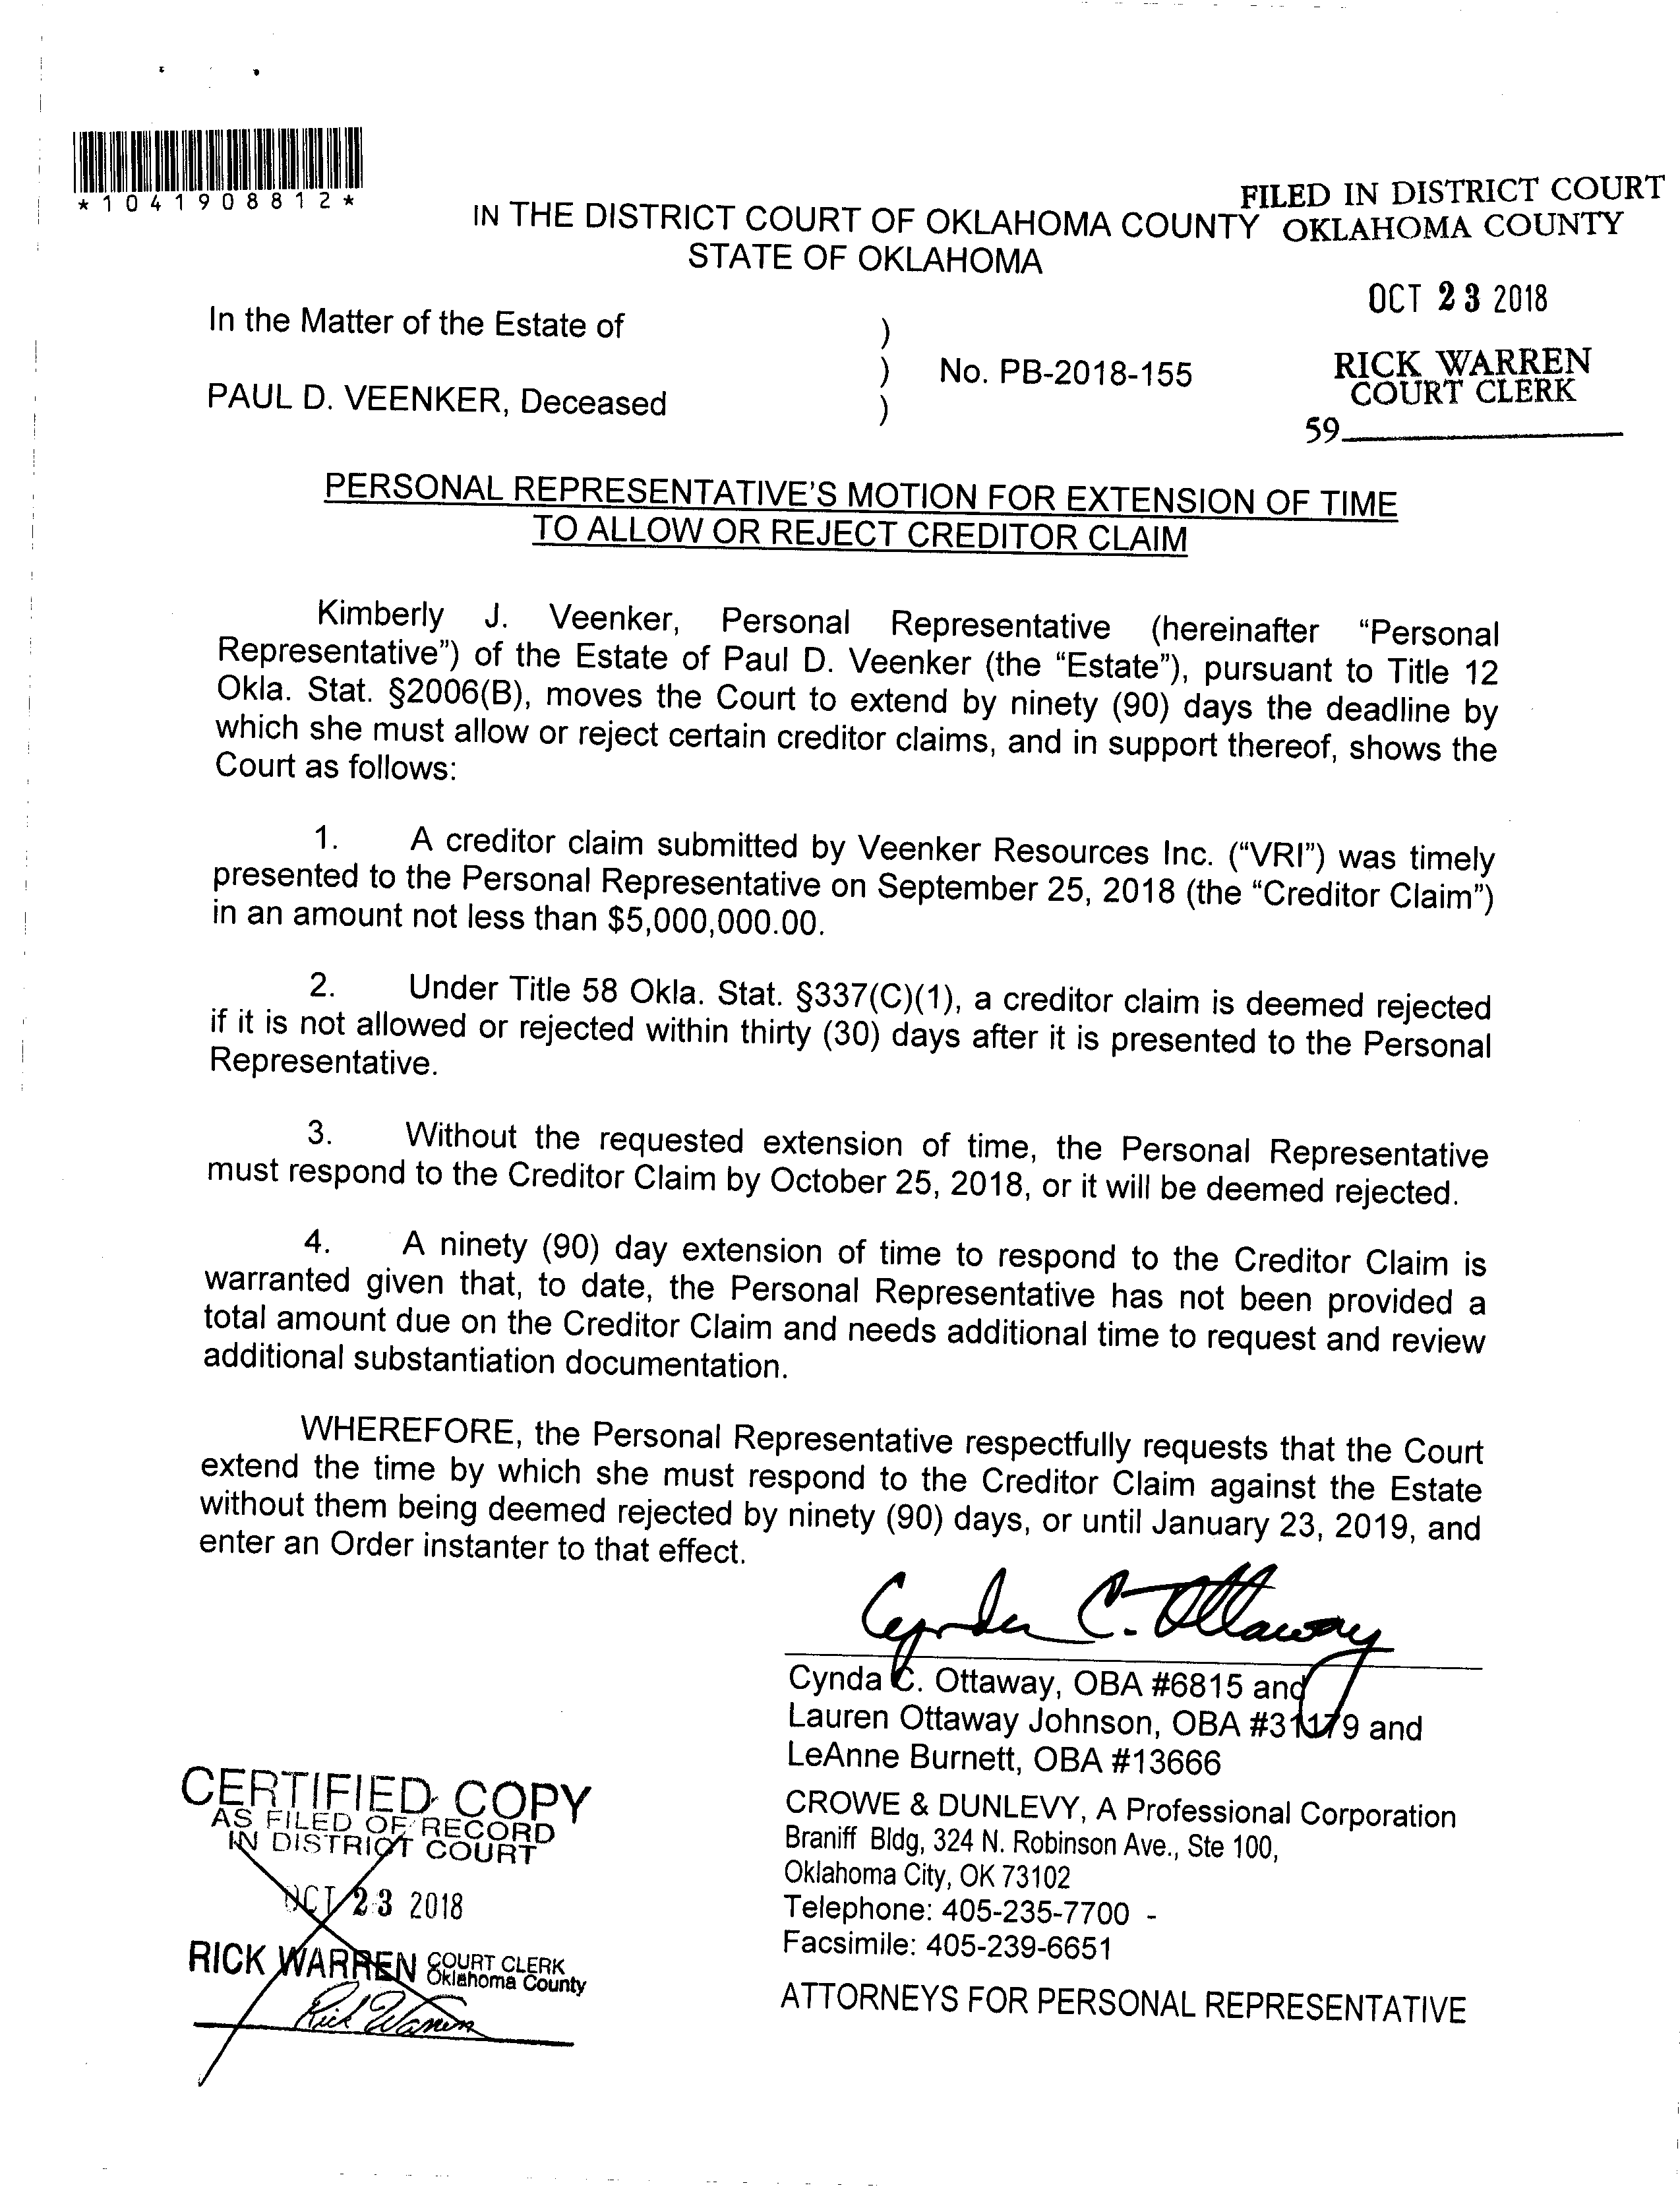 *1041908812*
FILED IN DISTRICT COURT
OKLAHOMA COUNTY
IN THE DISTRICT COURT OF OKLAHOMA COUNTY
STATE OF OKLAHOMA
OCT 23 2018
In the Matter of the Estate of )
) No. PB-2018-155
PAUL D. VEENKER, Deceased )
RICK WARREN
COURT CLERK
59
PERSONAL REPRESENTATIVE'S MOTION FOR EXTENSION OF TIME
TO ALLOW OR REJECT CREDITOR CLAIM
Kimberly J. Veenker, Personal Representative (hereinafter “Personal
Representative”) of the Estate of Paul D. Veenker (the “Estate”), pursuant to Title 12
Okla. Stat. §2006(B), moves the Court to extend by ninety (90) days the deadline by
which she must allow or reject certain creditor claims, and in support thereof, shows the
Court as follows:
1. A creditor claim submitted by Veenker Resources Inc. (“VRI”) was timely
presented to the Personal Representative on September 25, 2018 (the “Creditor Claim”)
in an amount not less than $5,000,000.00.
2. Under Title 58 Okla. Stat. §337(C)(1), a creditor claim is deemed rejected
if it is not allowed or rejected within thirty (30) days after it is presented to the Personal
Representative.
3. Without the requested extension of time, the Personal Representative
must respond to the Creditor Claim by October 25, 2018, or it will be deemed rejected.
4. A ninety (90) day extension of time to respond to the Creditor Claim is
warranted given that, to date, the Personal Representative has not been provided a
total amount due on the Creditor Claim and needs additional time to request and review
additional substantiation documentation.
WHEREFORE, the Personal Representative respectfully requests that the Court
extend the time by which she must respond to the Creditor Claim against the Estate
without them being deemed rejected by ninety (90) days, or until January 23, 2019, and
enter an Order instanter to that effect.
Cynda C. Ottaway
Cynda C. Ottaway, OBA #6815 and
Lauren Ottaway Johnson, OBA #31179 and
LeAnne Burnett, OBA #13666
CROWE & DUNLEVY, A Professional Corporation
Braniff Bldg, 324 N. Robinson Ave., Ste 100,
Oklahoma City, OK 73102
Telephone: 405-235-7700 -
Facsimile: 405-239-6651
ATTORNEYS FOR PERSONAL REPRESENTATIVE
CERTIFIED COPY
AS FILED OF RECORD
IN DISTRICT COURT
OCT 23 2018
RICK WARREN COURT CLERK
Oklahoma County
Rick Warren